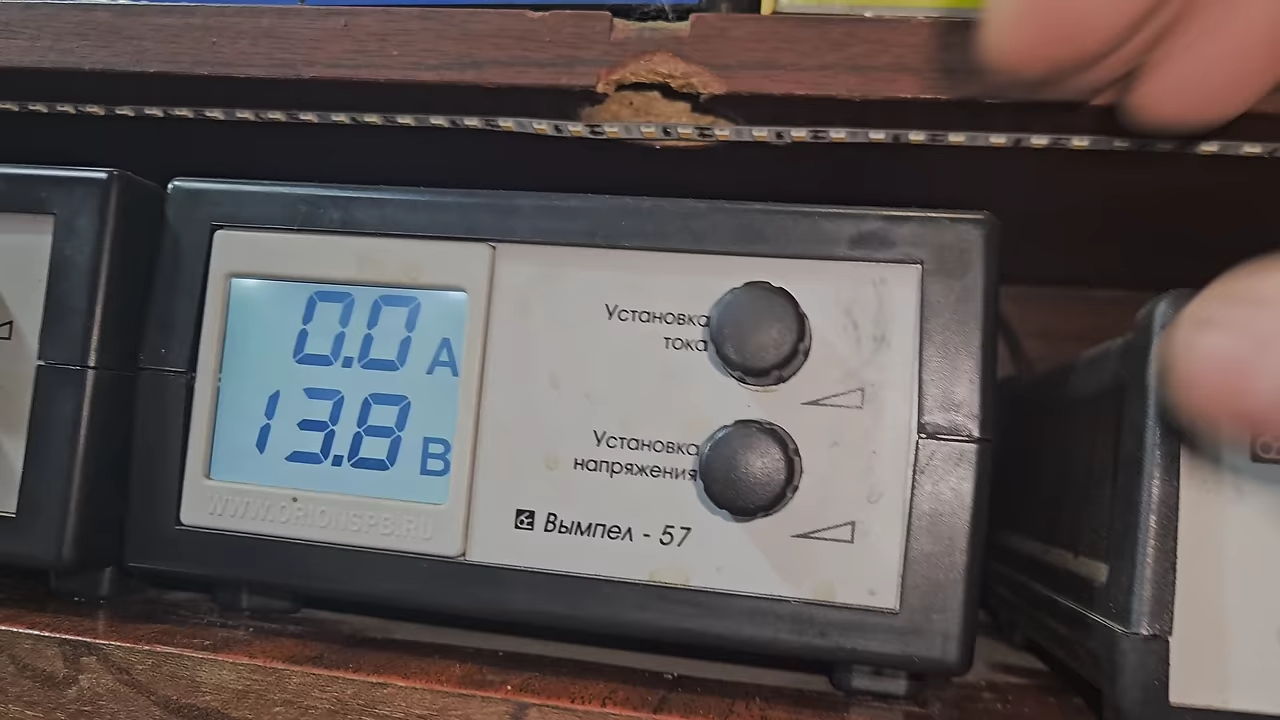 0.0 А
13.8 В
WWW.ORIONSPB.RU
Установка
тока
Установка
напряжения
Вымпел - 57